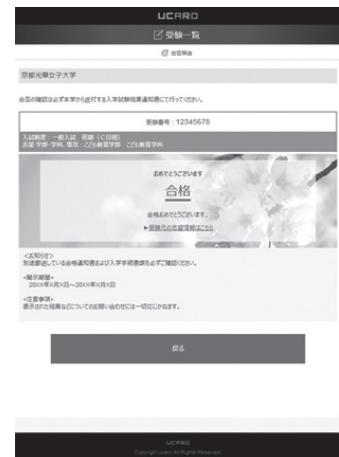 UCARO
受験一覧
合否照会
京都光華女子大学
合否の確認は必ず本学から送付する入学試験結果通知書にて行ってください。
受験番号：12345678
入試制度：一般入試 前期（C日程）
志望 学部・学科、専攻：こども教育学部 こども教育学科
おめでとうございます
合格
合格おめでとうございます。
▶受験先の志望情報はこちら
<お知らせ>
別途郵送している合格通知書および入学手続書類を必ずご確認ください。
<開示期間>
20XX年X月X日～20XX年X月X日
<注意事項>
表示された結果などについてのお問い合わせには一切応じかねます。
戻る
UCARO
Copyright Ucaro All Rights Reserved